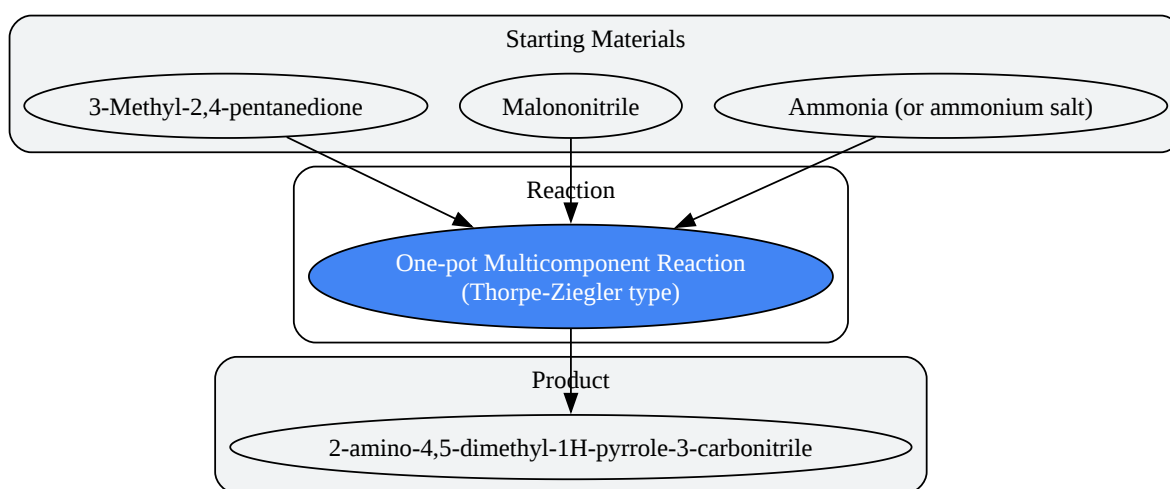 Starting Materials
3-Methyl-2,4-pentanedione
Malononitrile
Ammonia (or ammonium salt)
Reaction
One-pot Multicomponent Reaction
(Thorpe-Ziegler type)
Product
2-amino-4,5-dimethyl-1H-pyrrole-3-carbonitrile